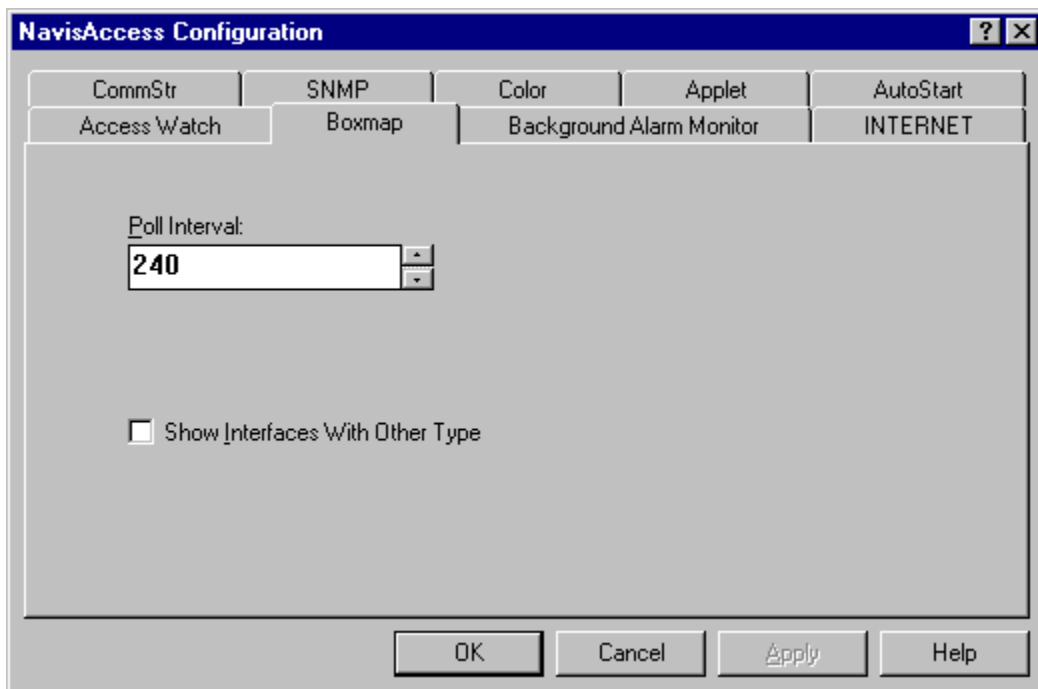 NavisAccess Configuration
CommStr SNMP Color Applet AutoStart
Access Watch Boxmap Background Alarm Monitor INTERNET
Poll Interval:
240
Show Interfaces With Other Type
OK Cancel Apply Help